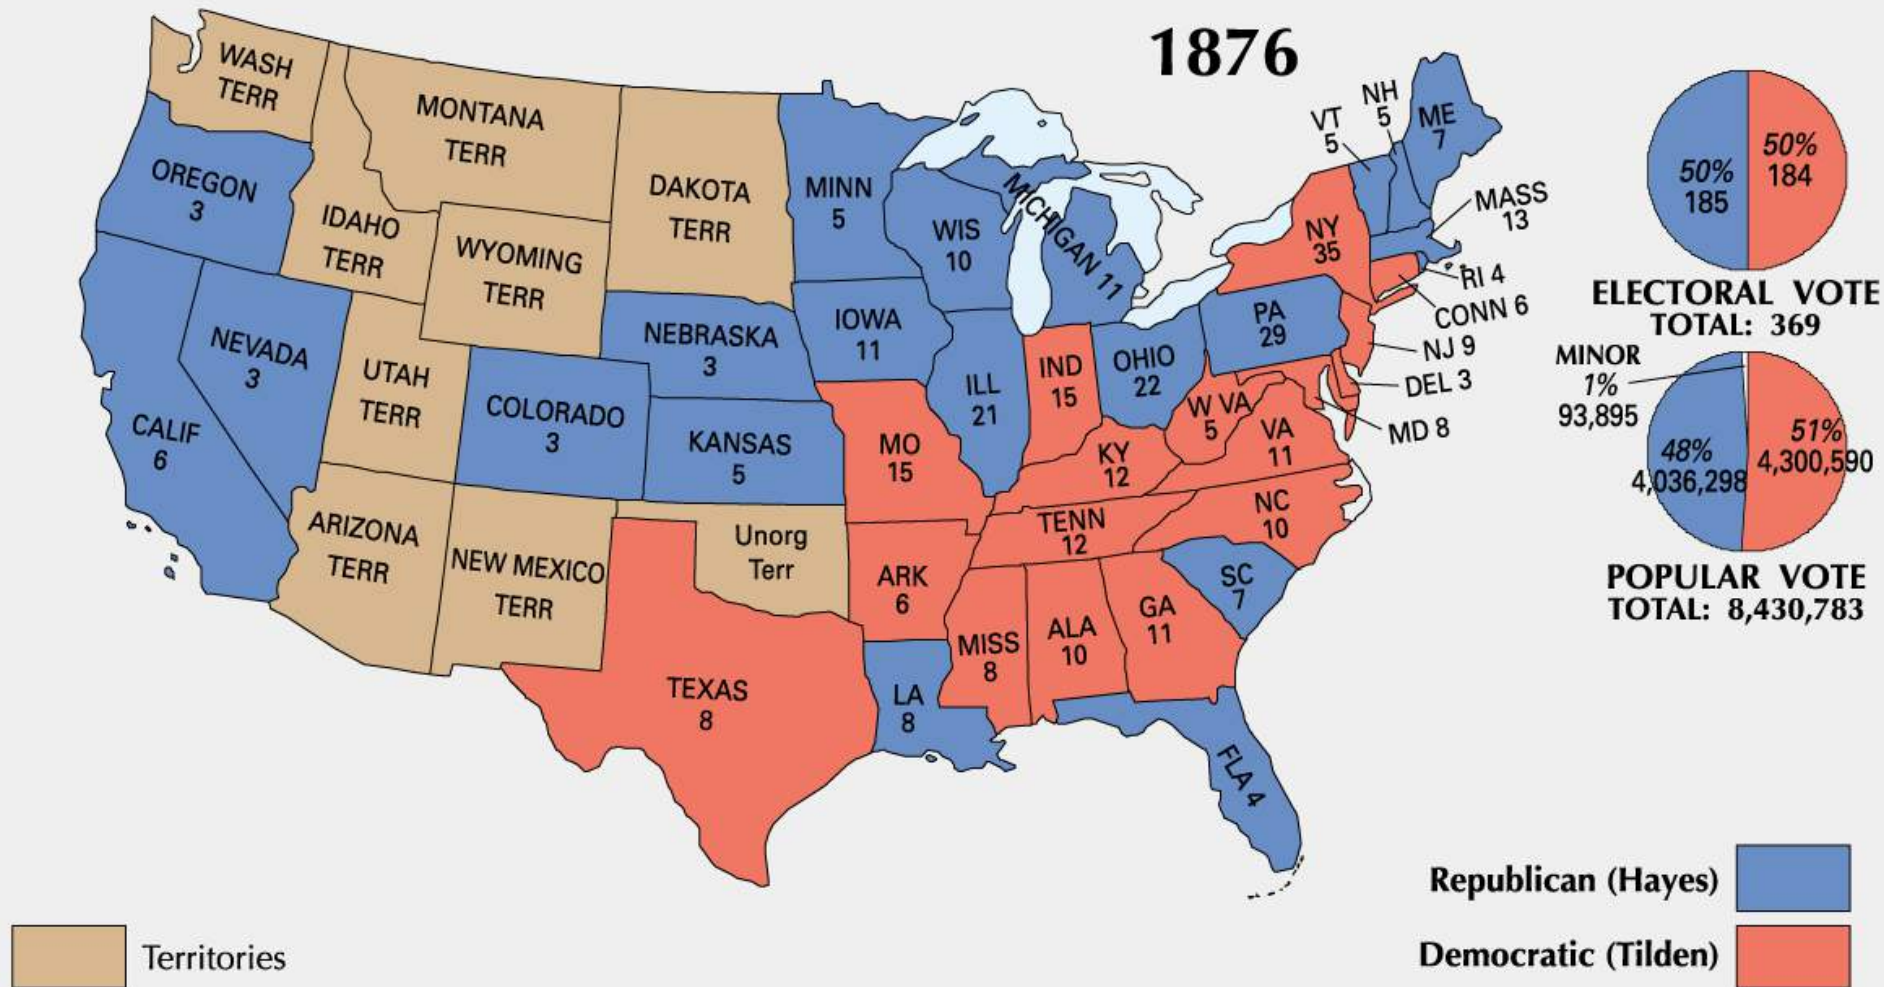 1876
WASH
TERR
MONTANA
TERR
OREGON
3
IDAHO
TERR
WYOMING
TERR
DAKOTA
TERR
MINN
5
WIS
10
MICHIGAN 11
VT
5
NH
5
ME
7
MASS
13
NY
35
RI 4
CONN 6
NJ 9
DEL 3
MD 8
PA
29
CALIF
6
NEVADA
3
UTAH
TERR
COLORADO
3
NEBRASKA
3
KANSAS
5
IOWA
11
MO
15
ILL
21
IND
15
OHIO
22
W VA
5
VA
11
KY
12
TENN
12
NC
10
SC
7
ARIZONA
TERR
NEW MEXICO
TERR
Unorg
Terr
TEXAS
8
ARK
6
LA
8
MISS
8
ALA
10
GA
11
FLA 4
50%
185
50%
184
ELECTORAL VOTE
TOTAL: 369
MINOR
1%
93,895
48%
4,036,298
51%
4,300,590
POPULAR VOTE
TOTAL: 8,430,783
Republican (Hayes)
Democratic (Tilden)
Territories